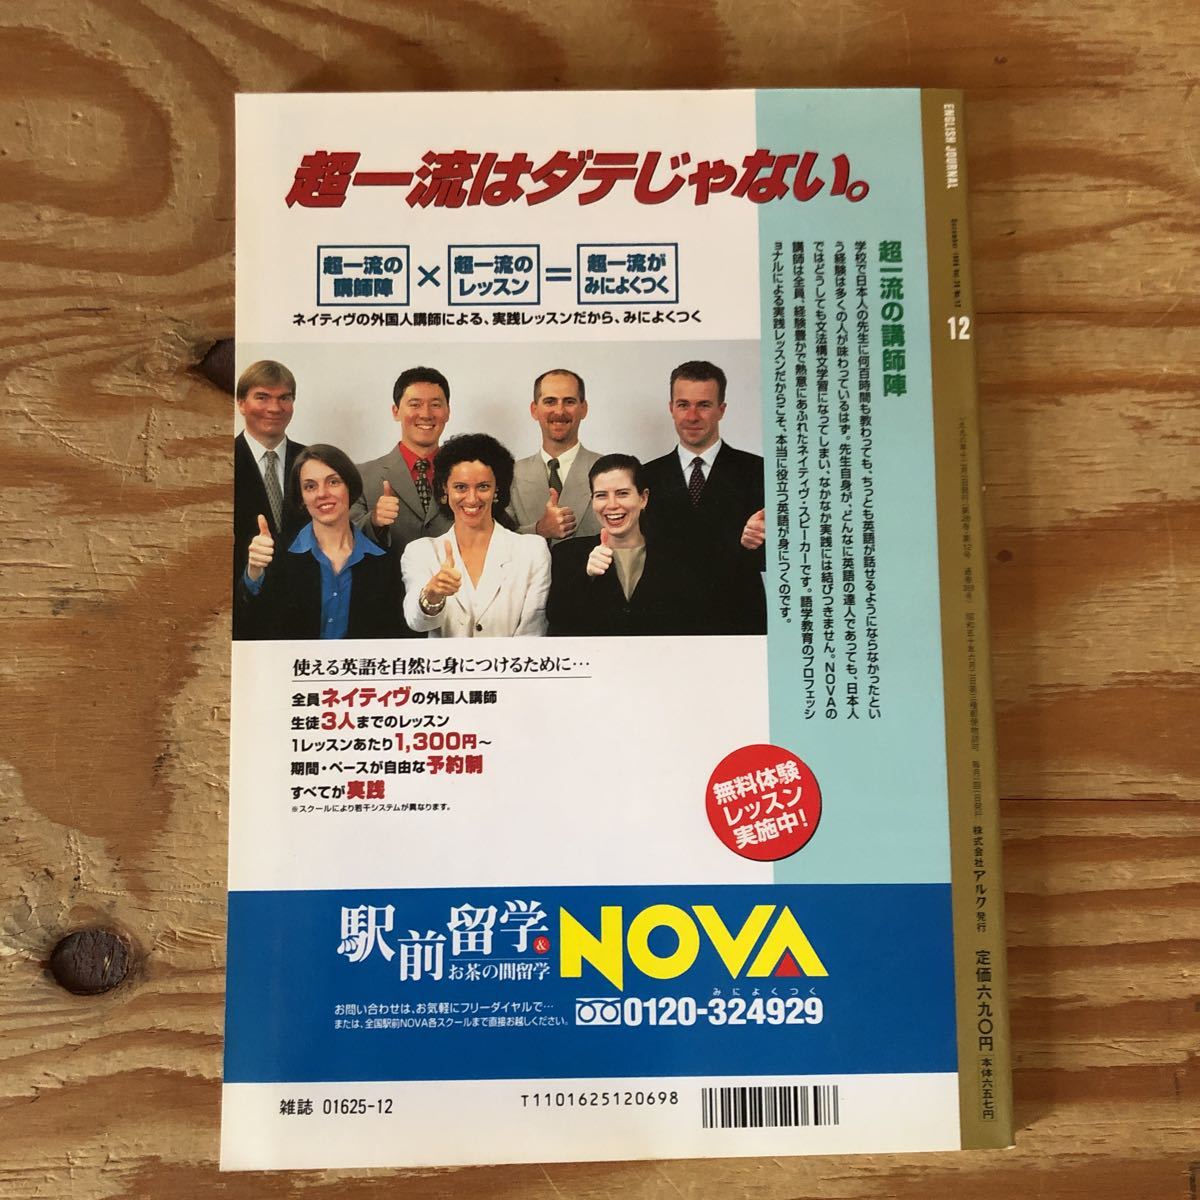 超一流はダテじゃない。
超一流の
講師陣
×
超一流の
レッスン
=
超一流が
みによくつく
ネイティヴの外国人講師による、実践レッスンだから、みによくつく
超一流の講師陣
学校で日本人の先生に何百時間も教わっても、ちっとも英語が話せるようにならなかったとい
う経験は多くの人が味わっているはず。先生自身が、どんなに英語の達人であっても、日本人
ではどうしても文法構文学習になってしまい、なかなか実践には結びつきません。NOVAの
講師は全員、経験豊かで熱意にあふれたネイティヴ・スピーカーです。語学教育のプロフェッシ
ョナルによる実践レッスンだからこそ、本当に役立つ英語が身につくのです。
使える英語を自然に身につけるために…
全員ネイティヴの外国人講師
生徒3人までのレッスン
1レッスンあたり1,300円〜
期間・ペースが自由な予約制
すべてが実践
※スクールにより若干システムが異なります。
無料体験
レッスン
実施中!
駅前留学&
お茶の間留学
NOVA
お問い合わせは、お気軽にフリーダイヤルで…
または、全国駅前NOVA各スクールまで直接お越しください。
みによくつく
0120-324929
雑誌 01625-12
T1101625120698
ENGLISH JOURNAL
12
株式会社アルク発行
定価六九〇円
本体六五七円